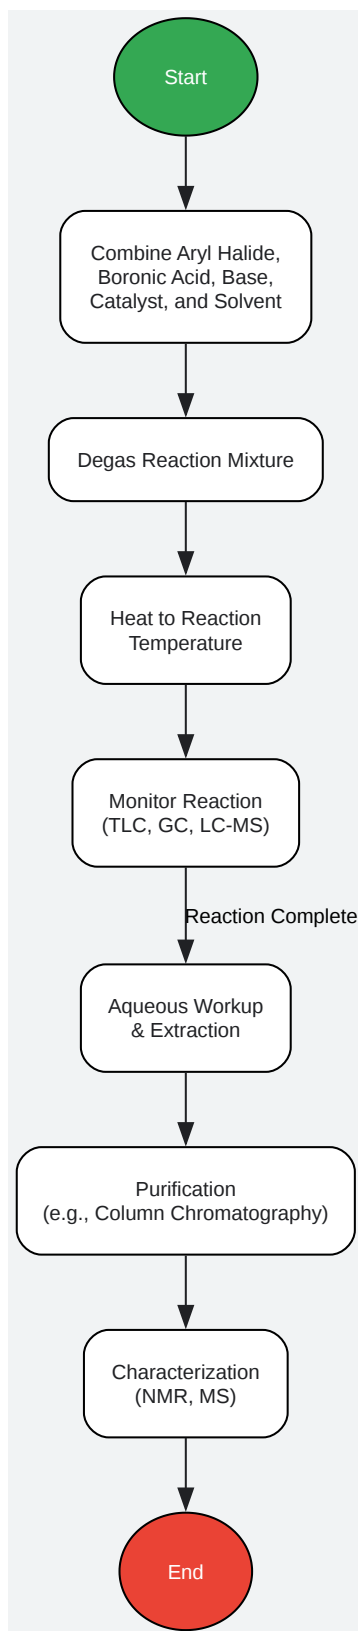 Start
Combine Aryl Halide,
Boronic Acid, Base,
Catalyst, and Solvent
Degas Reaction Mixture
Heat to Reaction
Temperature
Monitor Reaction
(TLC, GC, LC-MS)
Reaction Complete
Aqueous Workup
& Extraction
Purification
(e.g., Column Chromatography)
Characterization
(NMR, MS)
End